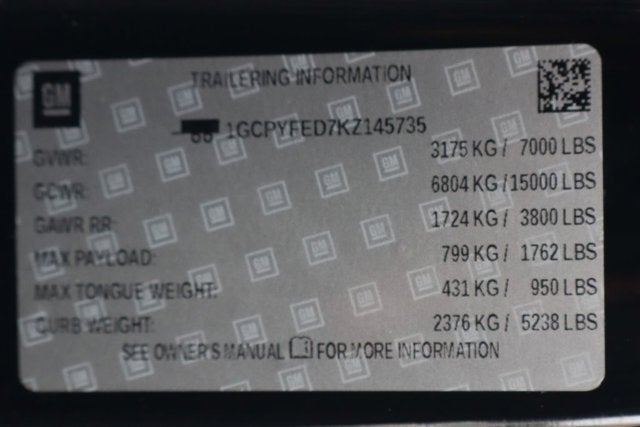 GM
TRAILERING INFORMATION
1GCPYFED7KZ145735
GVWR: 3175 KG / 7000 LBS
GCWR: 6804 KG / 15000 LBS
GAWR RR: 1724 KG / 3800 LBS
MAX PAYLOAD: 799 KG / 1762 LBS
MAX TONGUE WEIGHT: 431 KG / 950 LBS
CURB WEIGHT: 2376 KG / 5238 LBS
SEE OWNER'S MANUAL FOR MORE INFORMATION